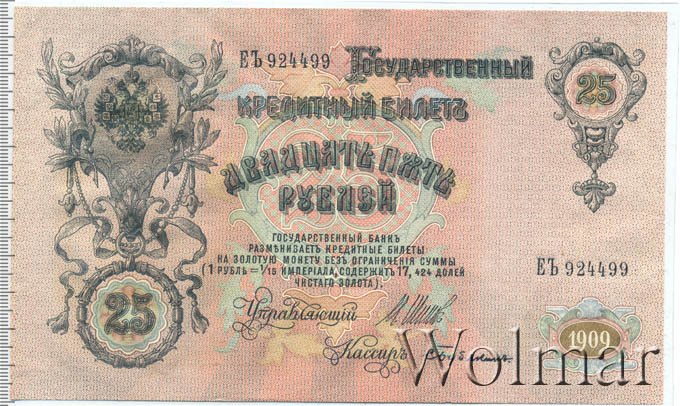 ЕЪ 924499
Государственный
25
Кредитный Билетъ
Двадцать Пять
Рублей
ГОСУДАРСТВЕННЫЙ БАНКЪ
РАЗМѢНИВАЕТЪ КРЕДИТНЫЕ БИЛЕТЫ
НА ЗОЛОТУЮ МОНЕТУ БЕЗЪ ОГРАНИЧЕНІЯ СУММЫ
(1 РУБЛЬ = 1/15 ИМПЕРІАЛА, СОДЕРЖИТЪ 17, 424 ДОЛЕЙ
ЧИСТАГО ЗОЛОТА).
ЕЪ 924499
25
Управляющій
Кассиръ
1909
Wolmar